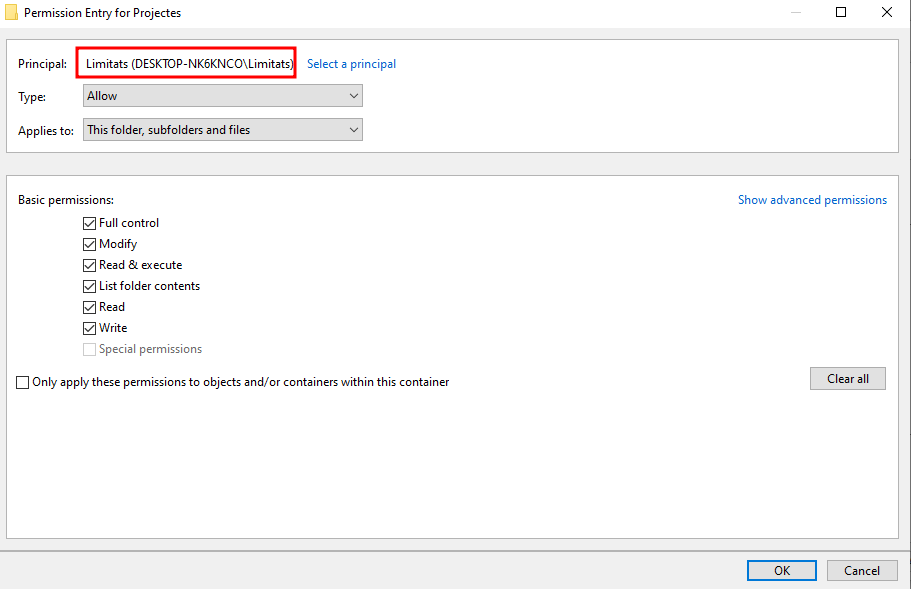 Permission Entry for Projectes
Principal: Limitats (DESKTOP-NK6KNCO\Limitats) Select a principal
Type: Allow
Applies to: This folder, subfolders and files
Basic permissions: Show advanced permissions
Full control
Modify
Read & execute
List folder contents
Read
Write
Special permissions
Only apply these permissions to objects and/or containers within this container
Clear all
OK Cancel